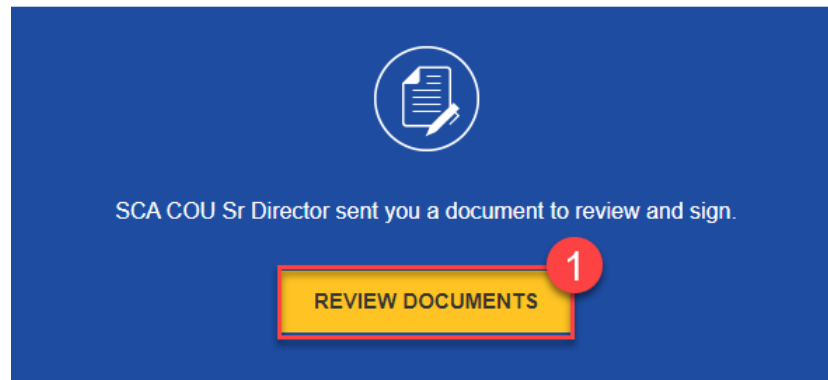 SCA COU Sr Director sent you a document to review and sign.
1
REVIEW DOCUMENTS